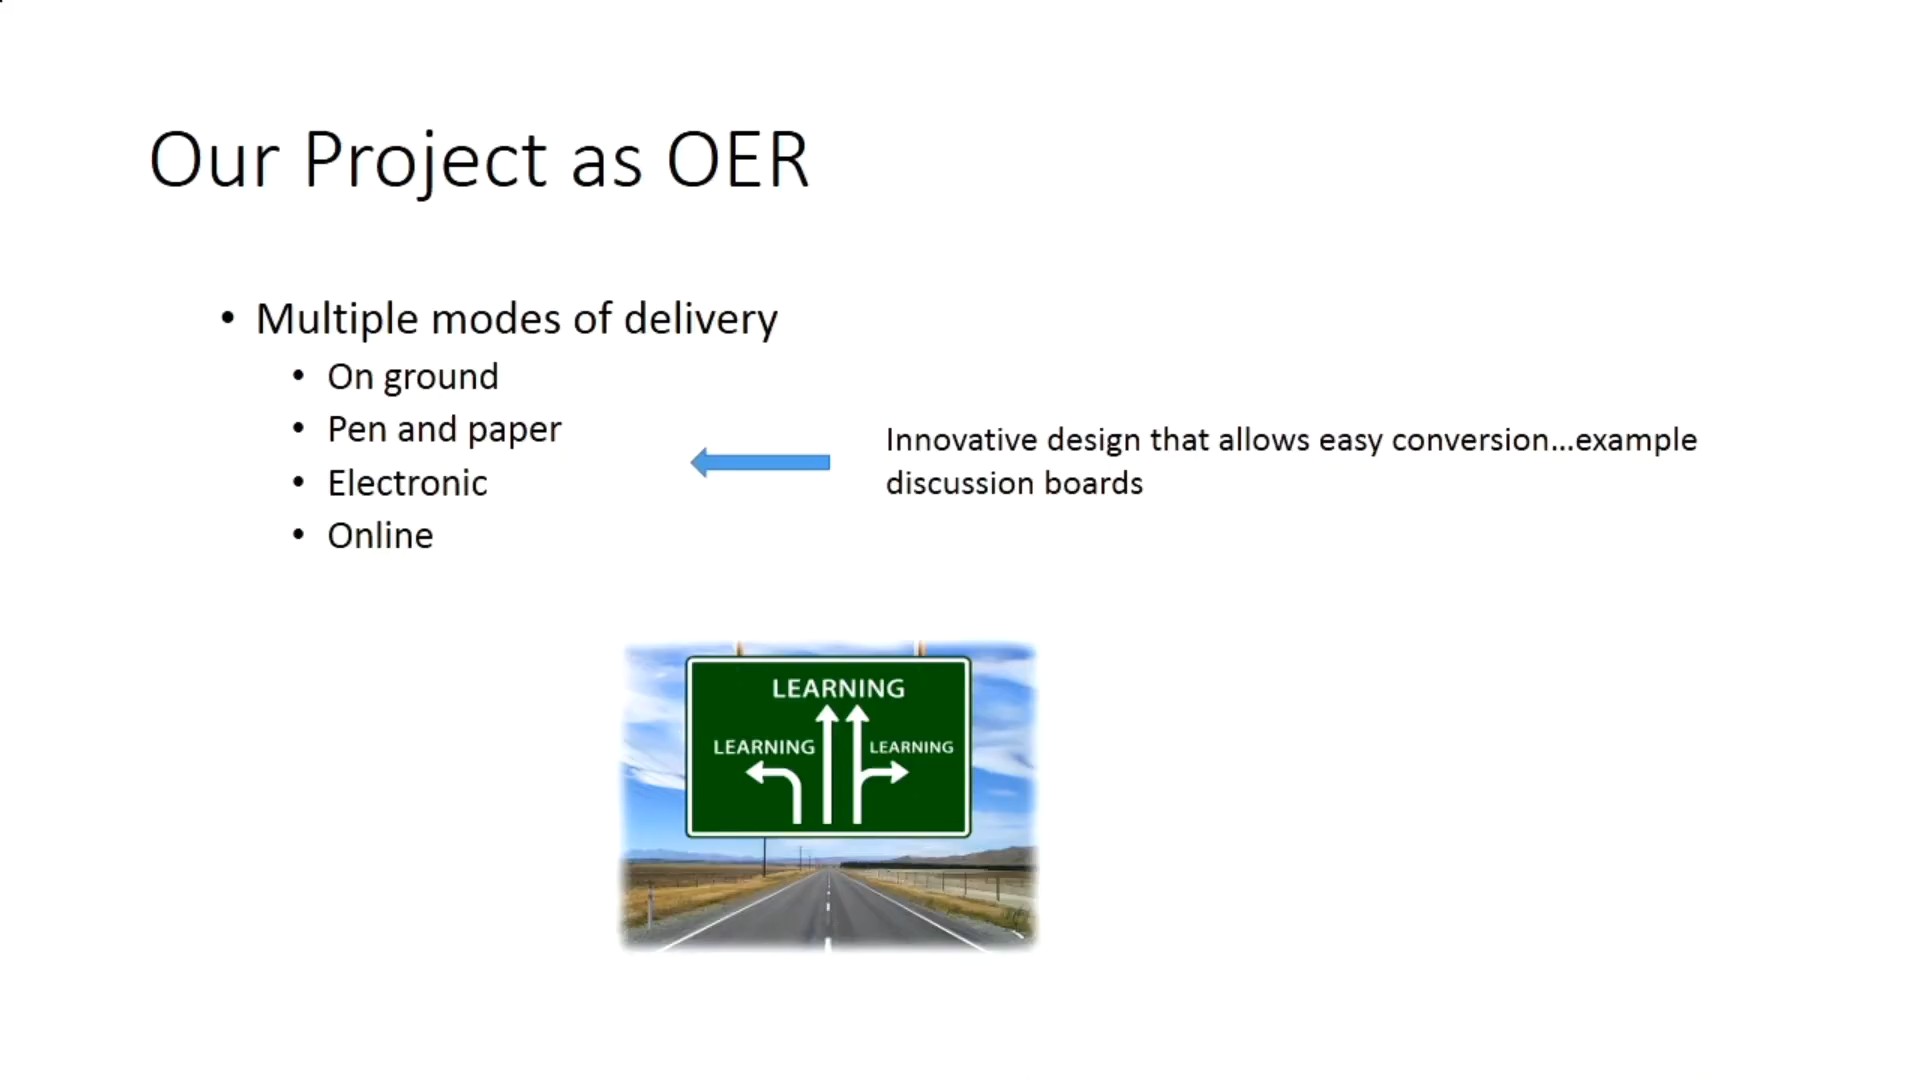 Our Project as OER
• Multiple modes of delivery
• On ground
• Pen and paper
• Electronic
• Online
Innovative design that allows easy conversion...example
discussion boards
LEARNING
LEARNING LEARNING